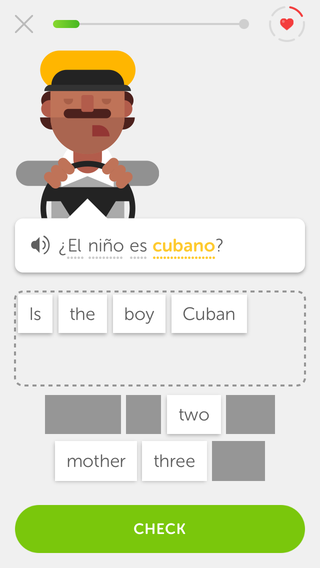 ¿El niño es cubano?
Is the boy Cuban
two
mother three
CHECK